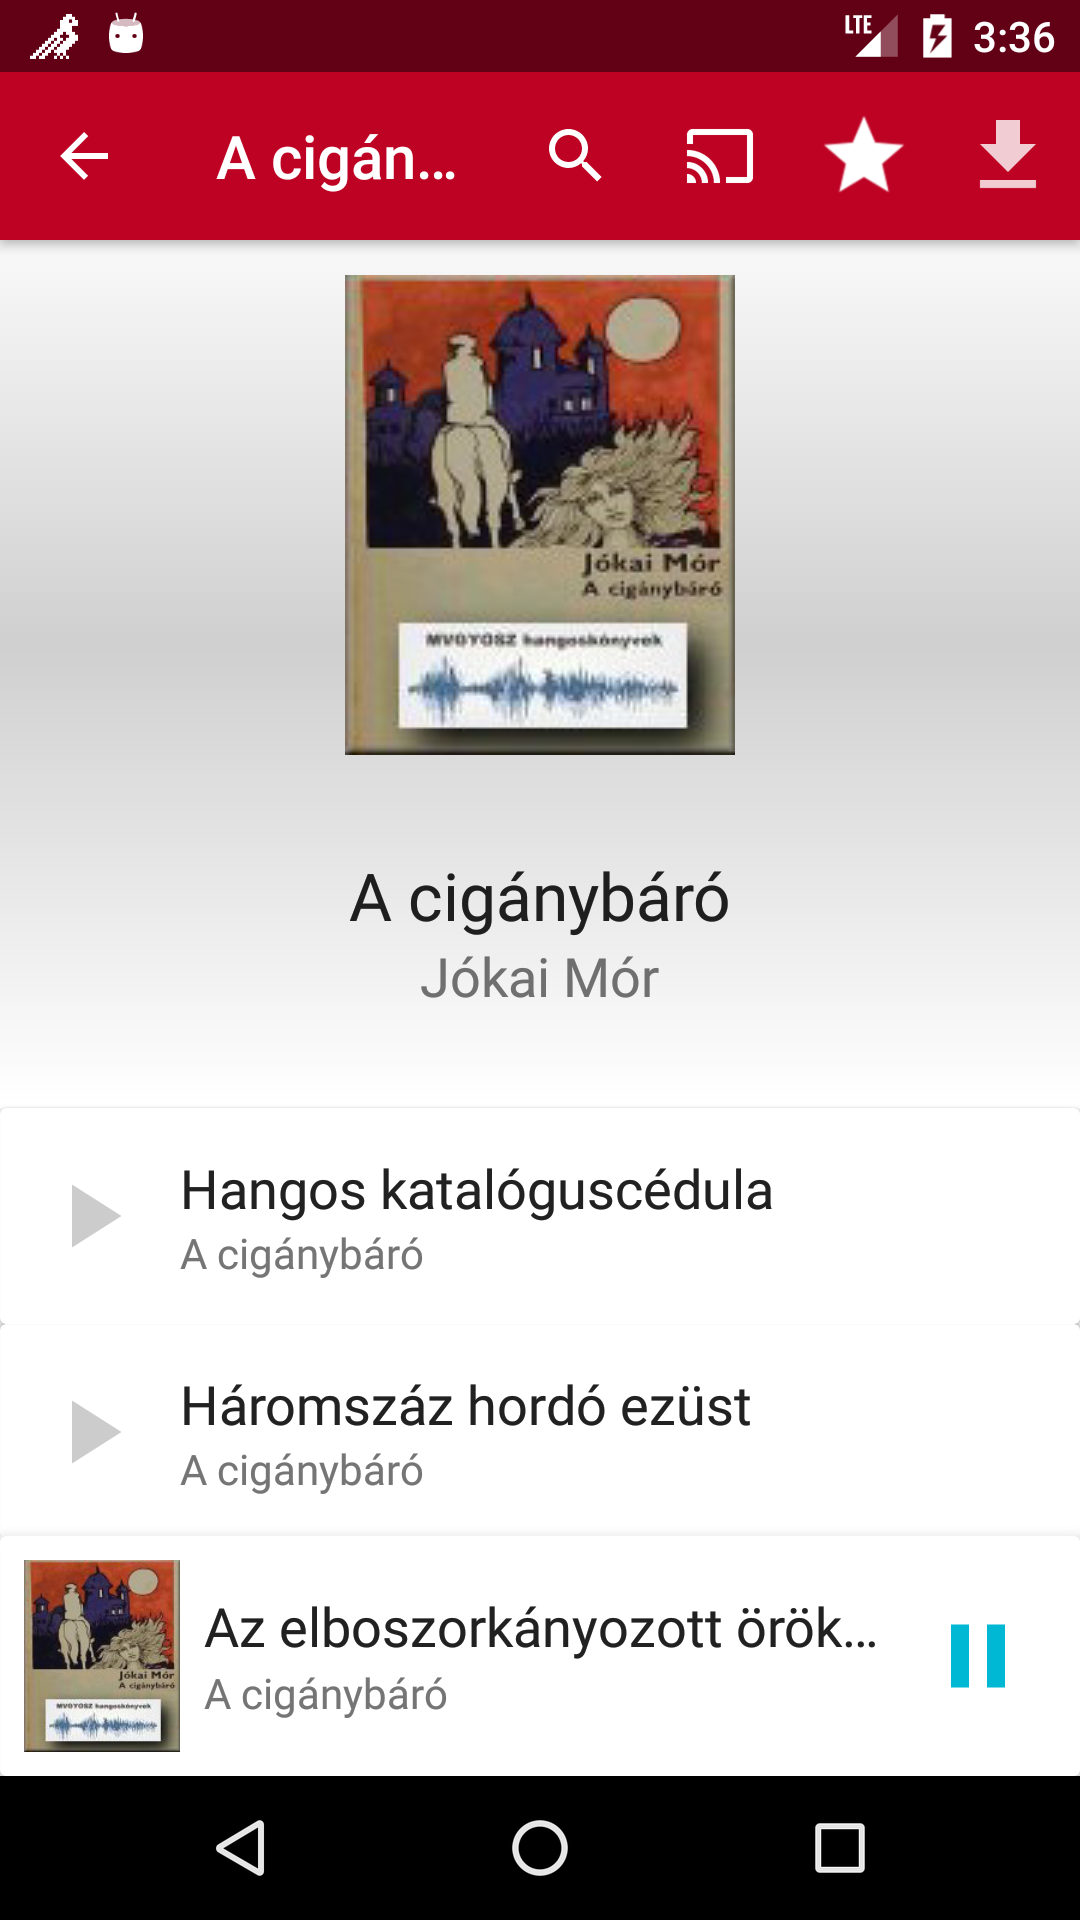 LTE 3:36
A cigán...
Jókai Mór
A cigánybáró
MVGYOSZ hangoskönyvek
A cigánybáró
Jókai Mór
Hangos katalóguscédula
A cigánybáró
Háromszáz hordó ezüst
A cigánybáró
Jókai Mór
A cigánybáró
MVGYOSZ hangoskönyvek
Az elboszorkányozott örök...
A cigánybáró